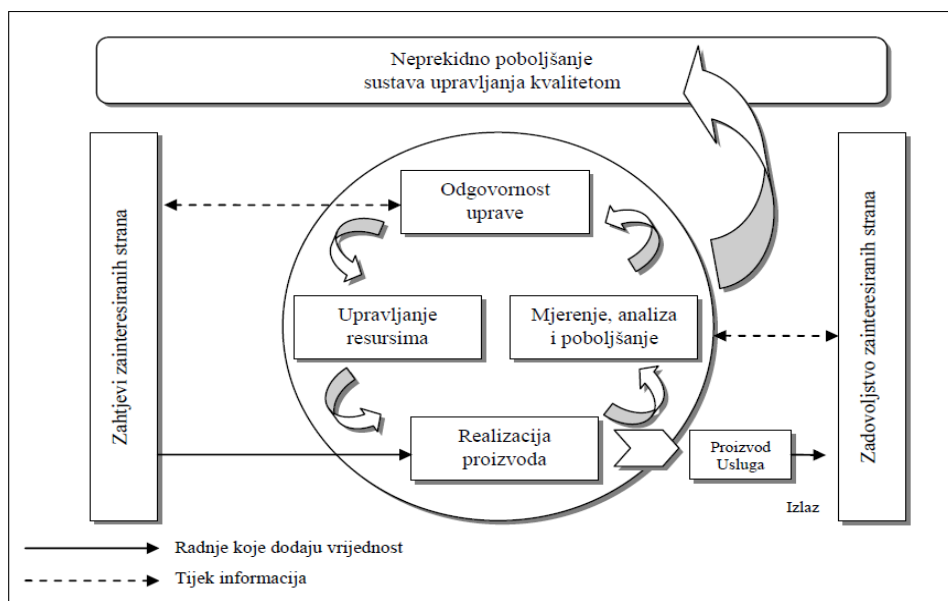 Neprekidno poboljšanje
sustava upravljanja kvalitetom
Zahtjevi zainteresiranih strana
Odgovornost
uprave
Upravljanje
resursima
Mjerenje, analiza
i poboljšanje
Realizacija
proizvoda
Proizvod
Usluga
Izlaz
Zadovoljstvo zainteresiranih strana
Radnje koje dodaju vrijednost
Tijek informacija